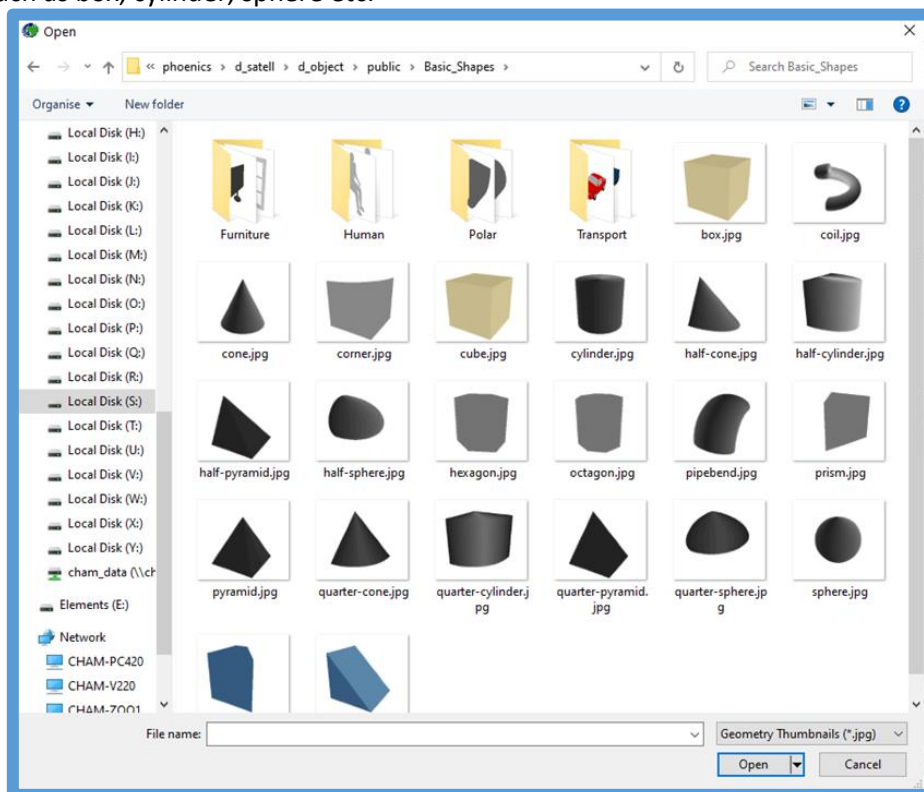 Open
« phoenics › d_satell › d_object › public › Basic_Shapes ›
Search Basic_Shapes
Organise
New folder
Local Disk (H:)
Local Disk (I:)
Local Disk (J:)
Local Disk (K:)
Local Disk (L:)
Local Disk (M:)
Local Disk (N:)
Local Disk (O:)
Local Disk (P:)
Local Disk (Q:)
Local Disk (R:)
Local Disk (S:)
Local Disk (T:)
Local Disk (U:)
Local Disk (V:)
Local Disk (W:)
Local Disk (X:)
Local Disk (Y:)
cham_data (\\ch
Elements (E:)
Network
CHAM-PC420
CHAM-V220
CHAM-ZOO1
Furniture
Human
Polar
Transport
box.jpg
coil.jpg
cone.jpg
corner.jpg
cube.jpg
cylinder.jpg
half-cone.jpg
half-cylinder.jpg
half-pyramid.jpg
half-sphere.jpg
hexagon.jpg
octagon.jpg
pipebend.jpg
prism.jpg
pyramid.jpg
quarter-cone.jpg
quarter-cylinder.j
pg
quarter-pyramid.
jpg
quarter-sphere.jp
g
sphere.jpg
File name:
Geometry Thumbnails (*.jpg)
Open
Cancel